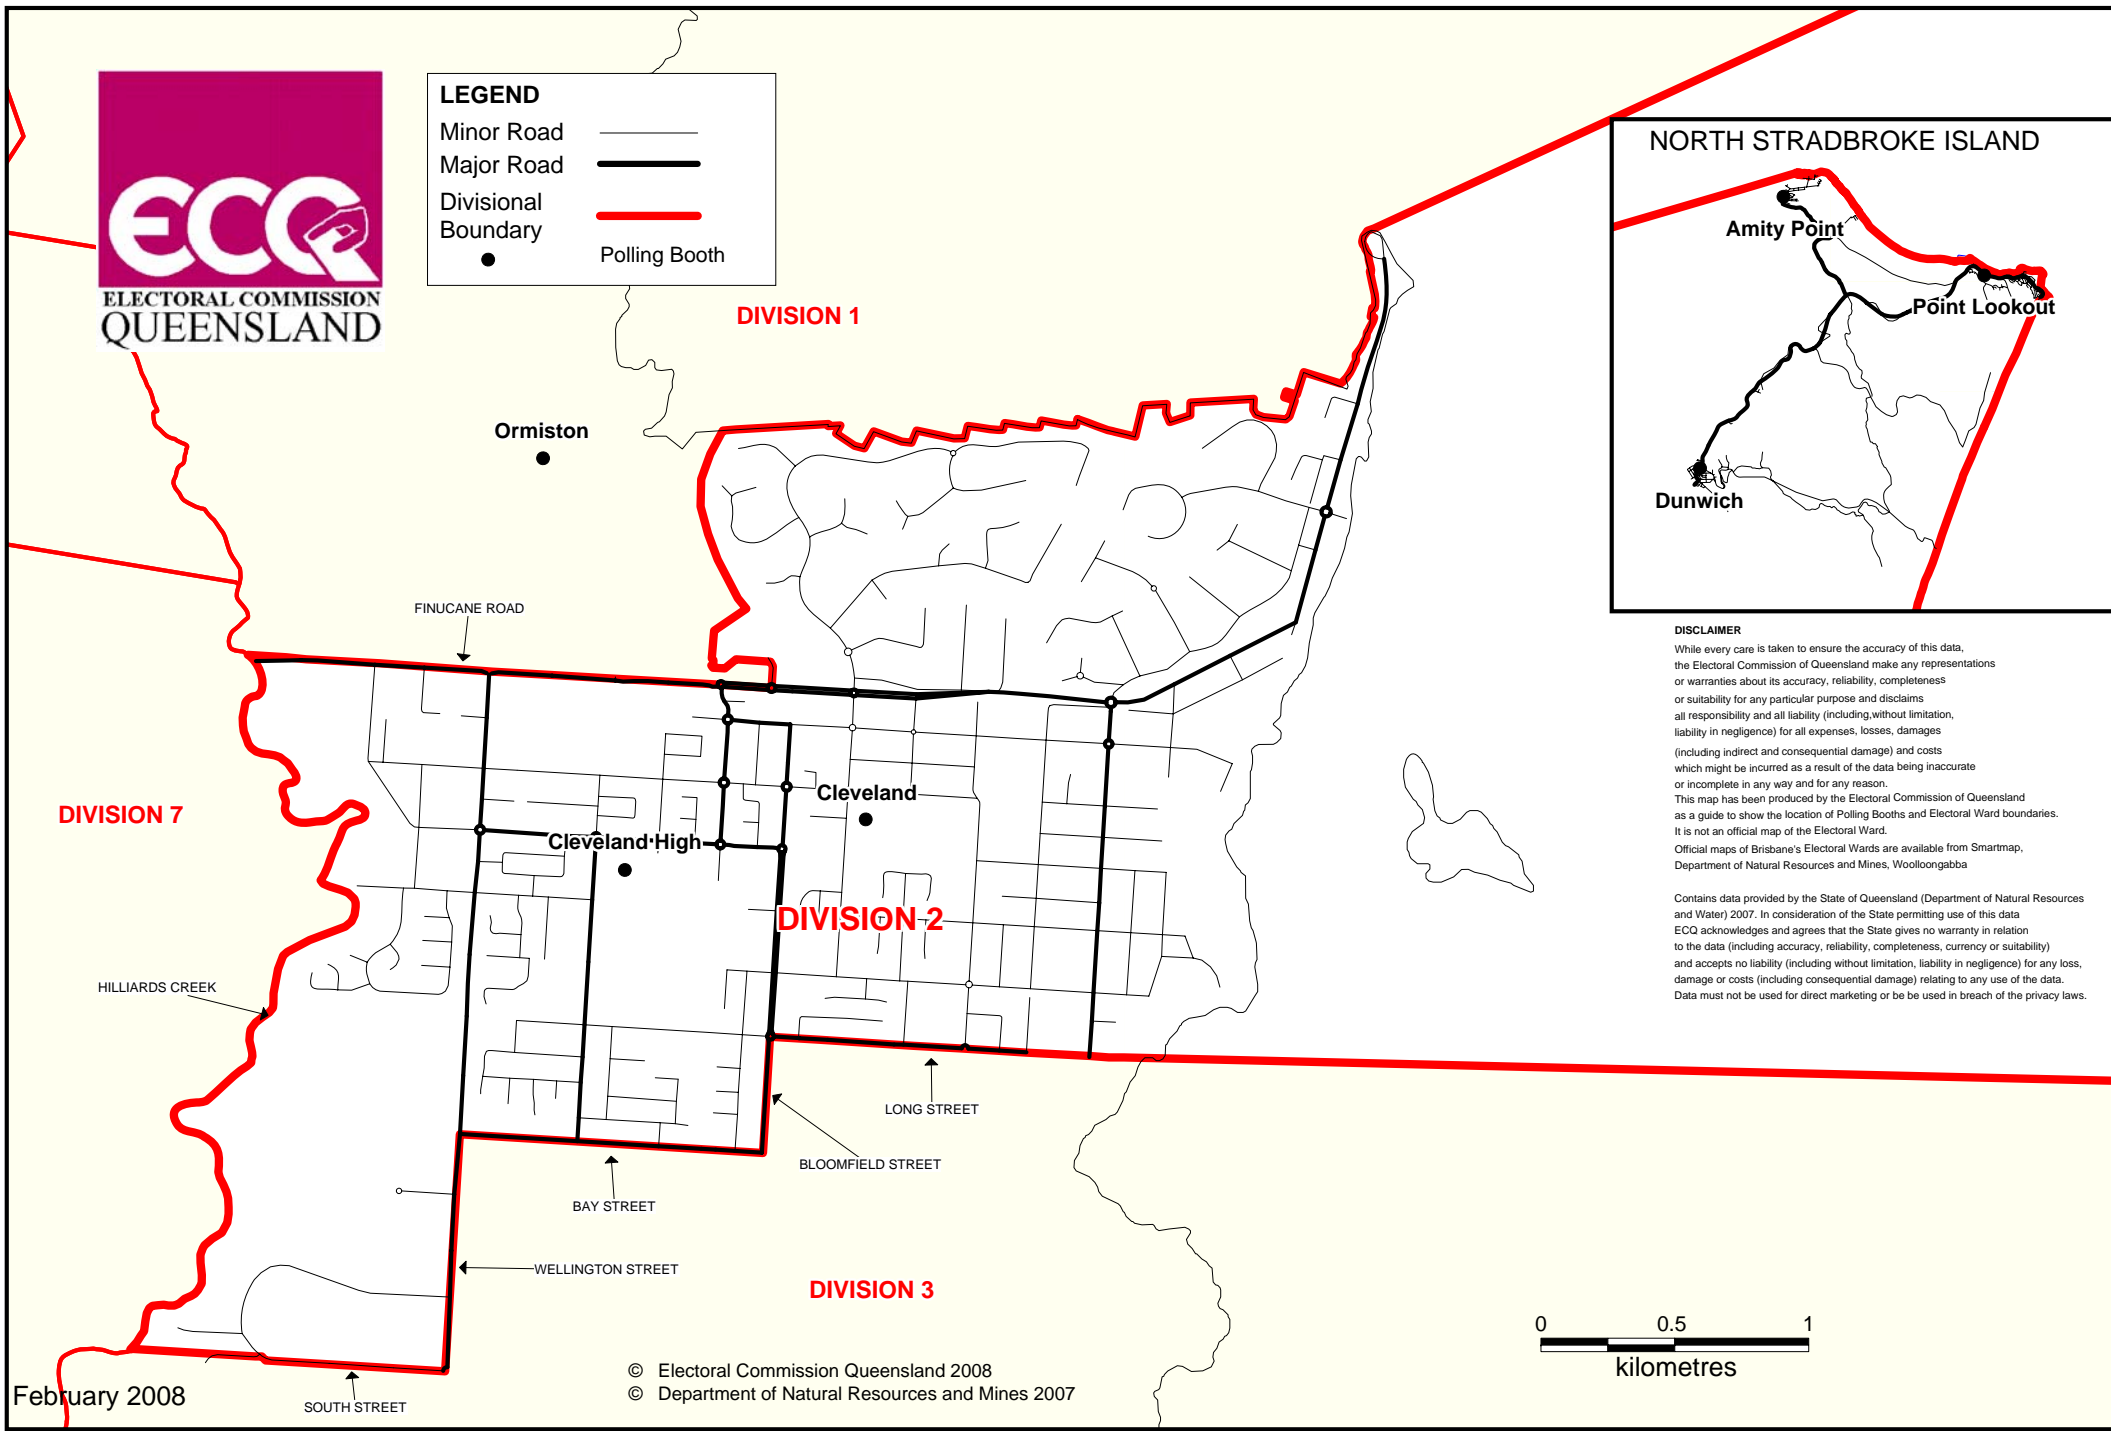 ECQ
ELECTORAL COMMISSION
QUEENSLAND
LEGEND
Minor Road
Major Road
Divisional
Boundary
Polling Booth
NORTH STRADBROKE ISLAND
Amity Point
Point Lookout
Dunwich
DIVISION 1
Ormiston
FINUCANE ROAD
DIVISION 7
Cleveland
Cleveland High
DIVISION 2
HILLIARDS CREEK
LONG STREET
BLOOMFIELD STREET
BAY STREET
WELLINGTON STREET
DIVISION 3
SOUTH STREET
February 2008
© Electoral Commission Queensland 2008
© Department of Natural Resources and Mines 2007
0 0.5 1
kilometres
DISCLAIMER
While every care is taken to ensure the accuracy of this data,
the Electoral Commission of Queensland make any representations
or warranties about its accuracy, reliability, completeness
or suitability for any particular purpose and disclaims
all responsibility and all liability (including,without limitation,
liability in negligence) for all expenses, losses, damages
(including indirect and consequential damage) and costs
which might be incurred as a result of the data being inaccurate
or incomplete in any way and for any reason.
This map has been produced by the Electoral Commission of Queensland
as a guide to show the location of Polling Booths and Electoral Ward boundaries.
It is not an official map of the Electoral Ward.
Official maps of Brisbane's Electoral Wards are available from Smartmap,
Department of Natural Resources and Mines, Woolloongabba
Contains data provided by the State of Queensland (Department of Natural Resources
and Water) 2007. In consideration of the State permitting use of this data
ECQ acknowledges and agrees that the State gives no warranty in relation
to the data (including accuracy, reliability, completeness, currency or suitability)
and accepts no liability (including without limitation, liability in negligence) for any loss,
damage or costs (including consequential damage) relating to any use of the data.
Data must not be used for direct marketing or be be used in breach of the privacy laws.